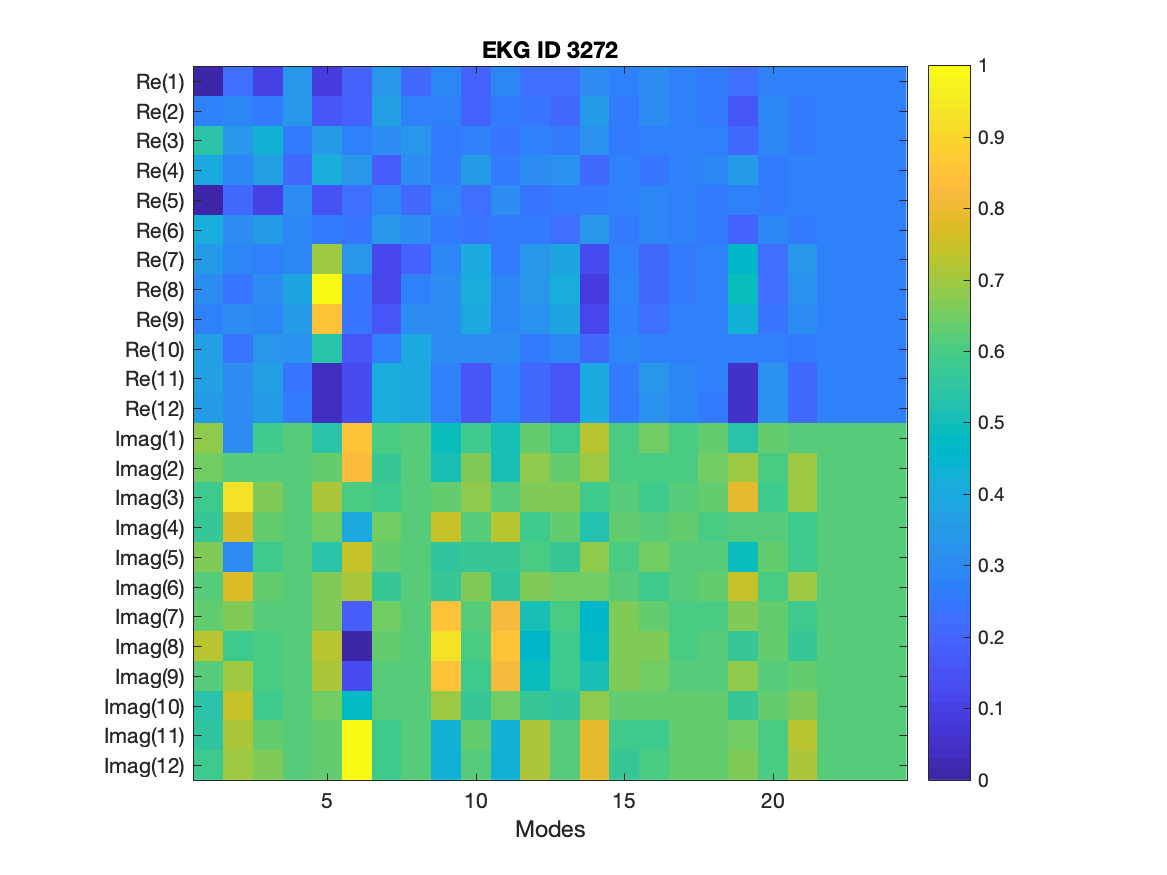 EKG ID 3272
Re(1)
Re(2)
Re(3)
Re(4)
Re(5)
Re(6)
Re(7)
Re(8)
Re(9)
Re(10)
Re(11)
Re(12)
Imag(1)
Imag(2)
Imag(3)
Imag(4)
Imag(5)
Imag(6)
Imag(7)
Imag(8)
Imag(9)
Imag(10)
Imag(11)
Imag(12)
5 10 15 20
Modes
1
0.9
0.8
0.7
0.6
0.5
0.4
0.3
0.2
0.1
0